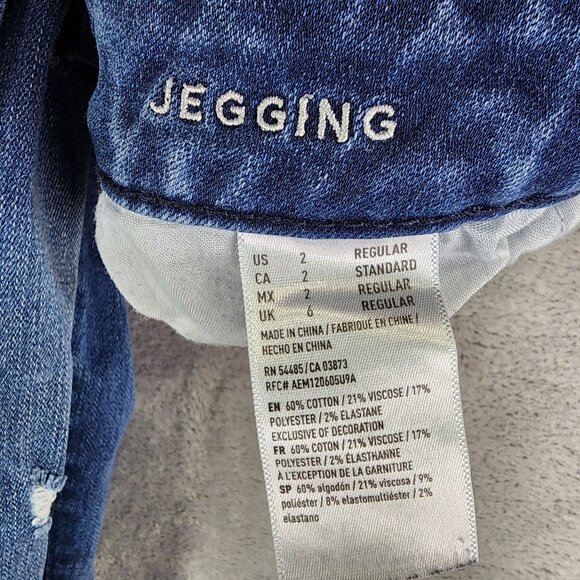 JEGGING
US 2 REGULAR
CA 2 STANDARD
MX 2 REGULAR
UK 6 REGULAR
MADE IN CHINA / FABRIQUÉ EN CHINE /
HECHO EN CHINA
RN 54485 / CA 03873
RFC# AEM120605U9A
EN 60% COTTON / 21% VISCOSE / 17%
POLYESTER / 2% ELASTANE
EXCLUSIVE OF DECORATION
FR 60% COTON / 21% VISCOSE / 17%
POLYESTER / 2% ÉLASTHANNE
À L'EXCEPTION DE LA GARNITURE
SP 60% algodón / 21% viscosa / 9%
poliéster / 8% elastomultiéster / 2%
elastano